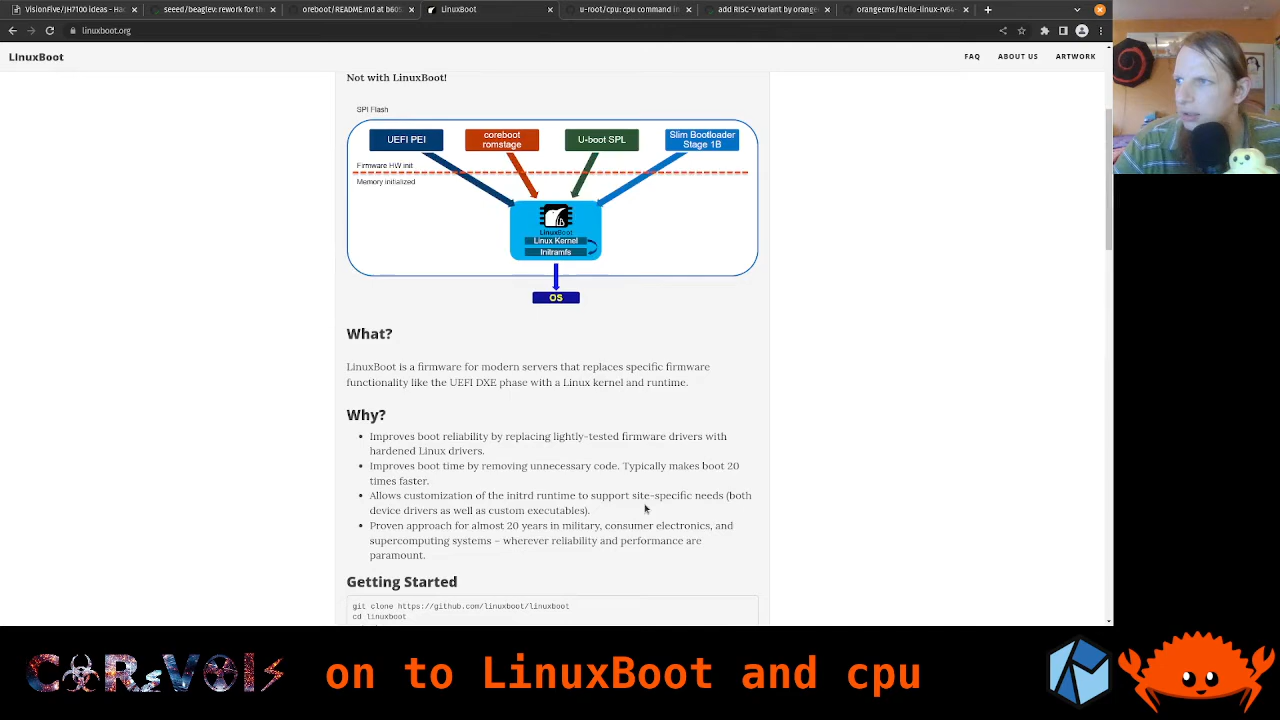 VisionFive/JH7100 ideas - Hac
seeed/beaglev:rework for the
oreboot/README.md at b605
LinuxBoot
u-root/cpu: cpu command in
add RISC-V variant by orange
orangecms/hello-linux-rv64
linuxboot.org
LInuxBoot
FAQ
ABOUT US
ARTWORK
Not with LinuxBoot!
SPI Flash
UEFI PEI
coreboot
romstage
U-boot SPL
Slim Bootloader
Stage 1B
Firmware HW init
Memory initialized
LinuxBoot
Linux Kernel
Initramfs
OS
What?
LinuxBoot is a firmware for modern servers that replaces specific firmware
functionality like the UEFI DXE phase with a Linux kernel and runtime.
Why?
• Improves boot reliability by replacing lightly-tested firmware drivers with
hardened Linux drivers.
• Improves boot time by removing unnecessary code. Typically makes boot 20
times faster.
• Allows customization of the initrd runtime to support site-specific needs (both
device drivers as well as custom executables).
• Proven approach for almost 20 years in military, consumer electronics, and
supercomputing systems – wherever reliability and performance are
paramount.
Getting Started
git clone https://github.com/linuxboot/linuxboot
cd linuxboot
on to LinuxBoot and cpu